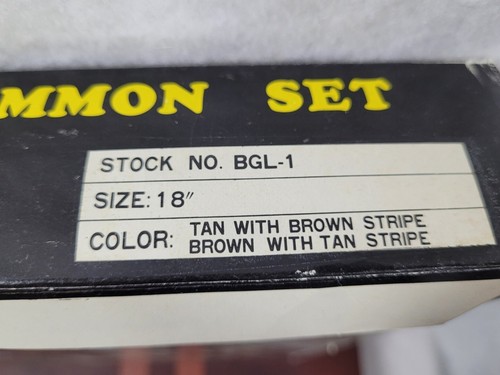 MMON SET
STOCK NO. BGL-1
SIZE: 18"
COLOR: TAN WITH BROWN STRIPE
BROWN WITH TAN STRIPE